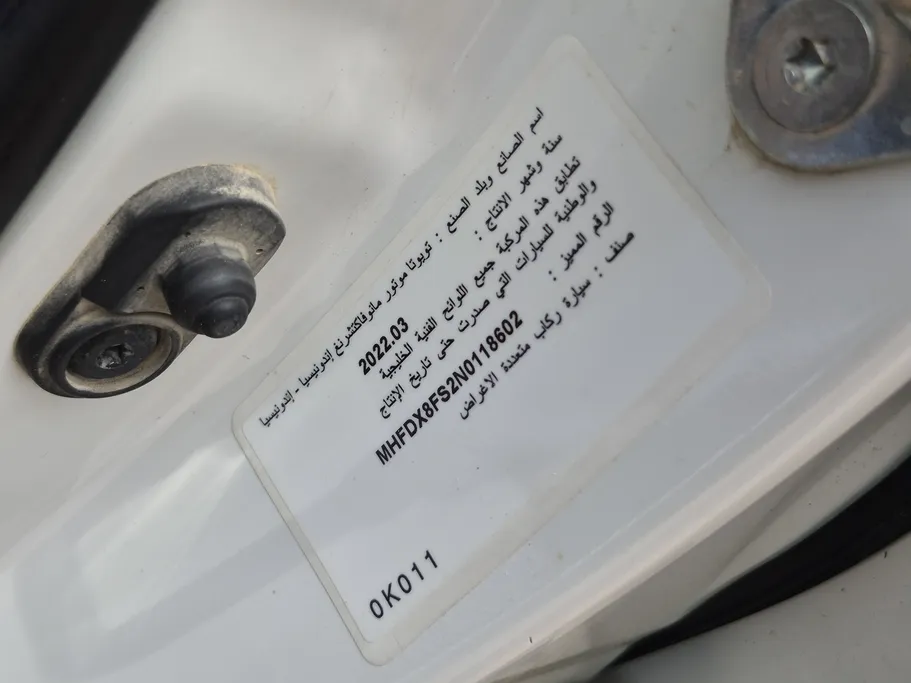 اسم الصانع وبلد الصنع : تويوتا موتور مانوفاكتشرنغ إندونيسيا - إندونيسيا
سنة وشهر الانتاج : 2022.03
تطابق هذه المركبة جميع اللوائح الفنية الخليجية
والوطنية للسيارات التي صدرت حتى تاريخ الإنتاج
الرقم المميز : MHFDX8FS2N0118602
صنف : سيارة ركاب متعددة الاغراض
0K011